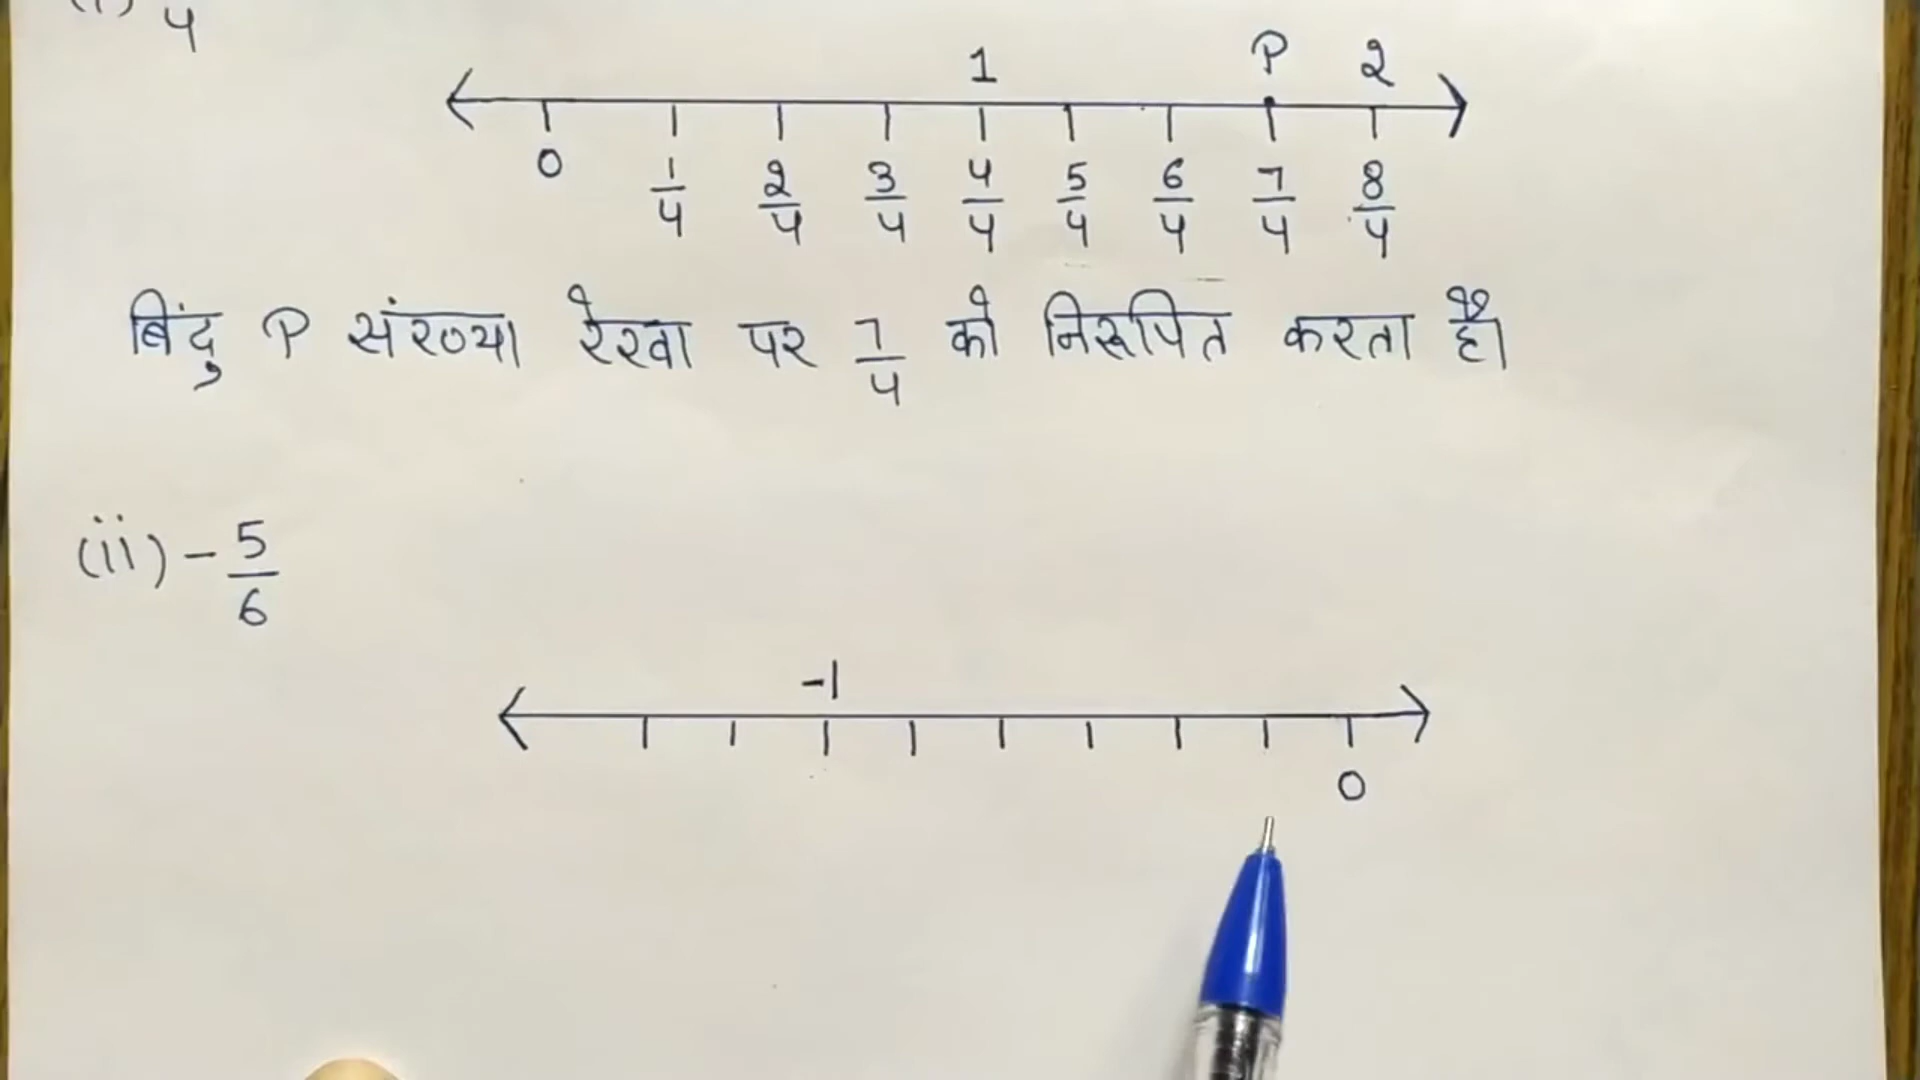 4
1 P 2
0 1/4 2/4 3/4 4/4 5/4 6/4 7/4 8/4
बिंदु P संख्या रेखा पर 7/4 को निरूपित करता है।
(ii) - 5/6
-1
0